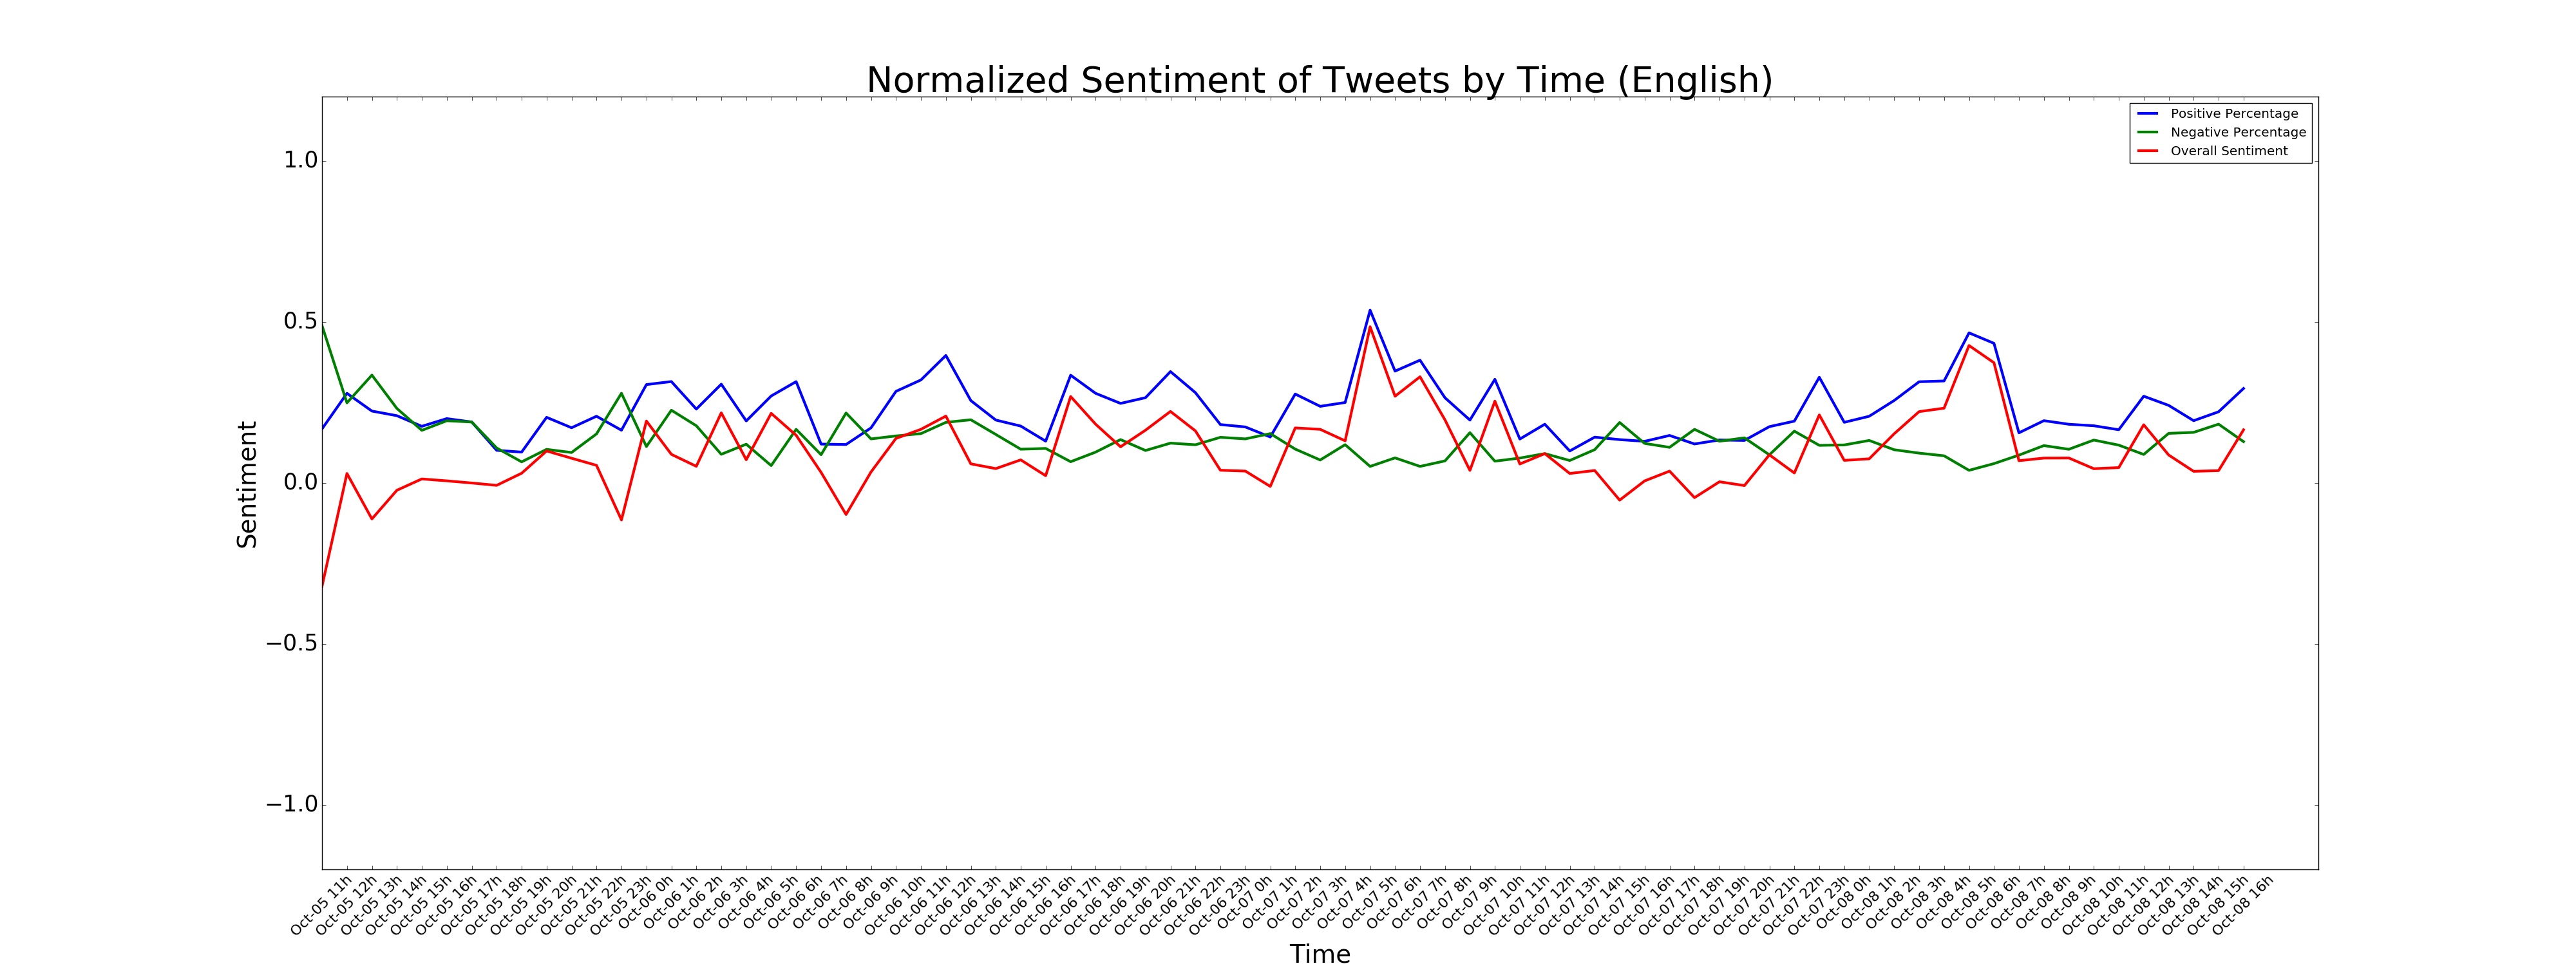 Normalized Sentiment of Tweets by Time (English)
Positive Percentage
Negative Percentage
Overall Sentiment
1.0
0.5
0.0
−0.5
−1.0
Sentiment
Oct-05 11h
Oct-05 12h
Oct-05 13h
Oct-05 14h
Oct-05 15h
Oct-05 16h
Oct-05 17h
Oct-05 18h
Oct-05 19h
Oct-05 20h
Oct-05 21h
Oct-05 22h
Oct-05 23h
Oct-06 0h
Oct-06 1h
Oct-06 2h
Oct-06 3h
Oct-06 4h
Oct-06 5h
Oct-06 6h
Oct-06 7h
Oct-06 8h
Oct-06 9h
Oct-06 10h
Oct-06 11h
Oct-06 12h
Oct-06 13h
Oct-06 14h
Oct-06 15h
Oct-06 16h
Oct-06 17h
Oct-06 18h
Oct-06 19h
Oct-06 20h
Oct-06 21h
Oct-06 22h
Oct-06 23h
Oct-07 0h
Oct-07 1h
Oct-07 2h
Oct-07 3h
Oct-07 4h
Oct-07 5h
Oct-07 6h
Oct-07 7h
Oct-07 8h
Oct-07 9h
Oct-07 10h
Oct-07 11h
Oct-07 12h
Oct-07 13h
Oct-07 14h
Oct-07 15h
Oct-07 16h
Oct-07 17h
Oct-07 18h
Oct-07 19h
Oct-07 20h
Oct-07 21h
Oct-07 22h
Oct-07 23h
Oct-08 0h
Oct-08 1h
Oct-08 2h
Oct-08 3h
Oct-08 4h
Oct-08 5h
Oct-08 6h
Oct-08 7h
Oct-08 8h
Oct-08 9h
Oct-08 10h
Oct-08 11h
Oct-08 12h
Oct-08 13h
Oct-08 14h
Oct-08 15h
Oct-08 16h
Time